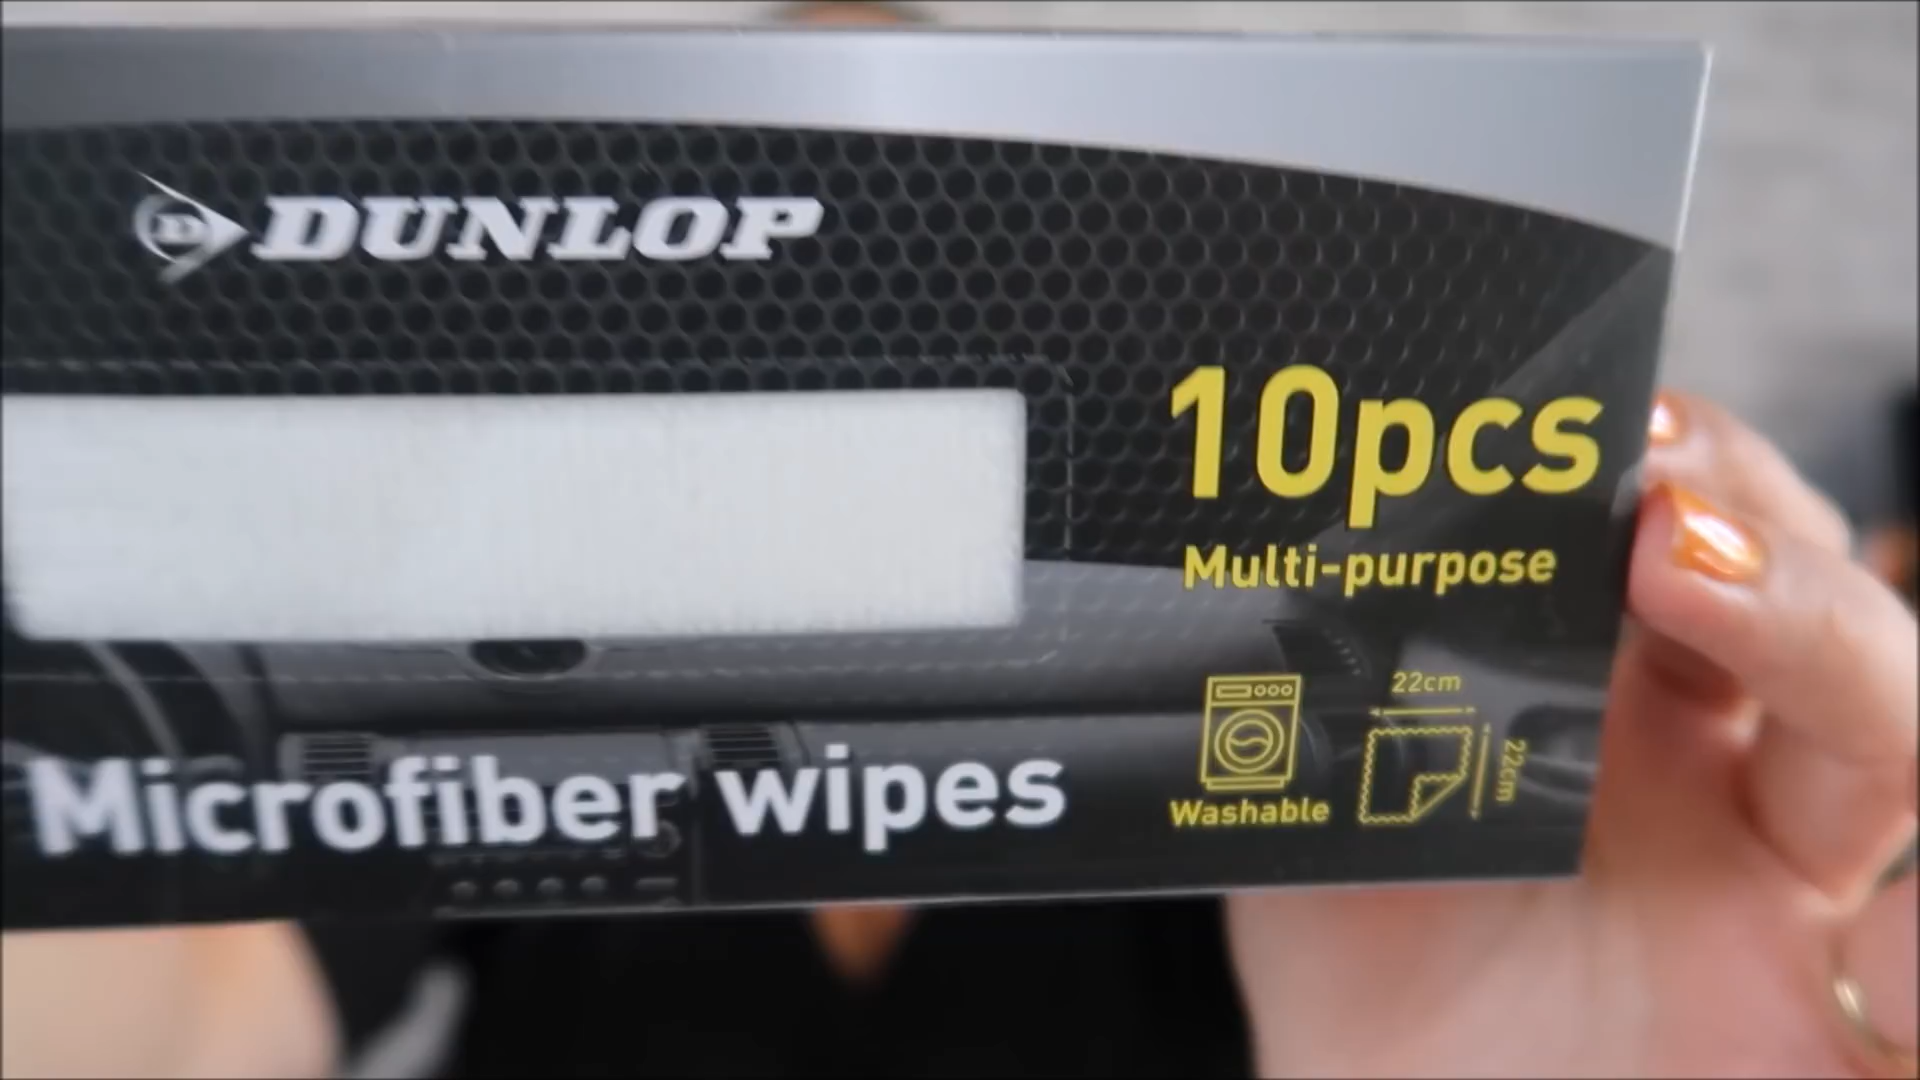 DUNLOP
10pcs
Multi-purpose
22cm
22cm
Washable
Microfiber wipes